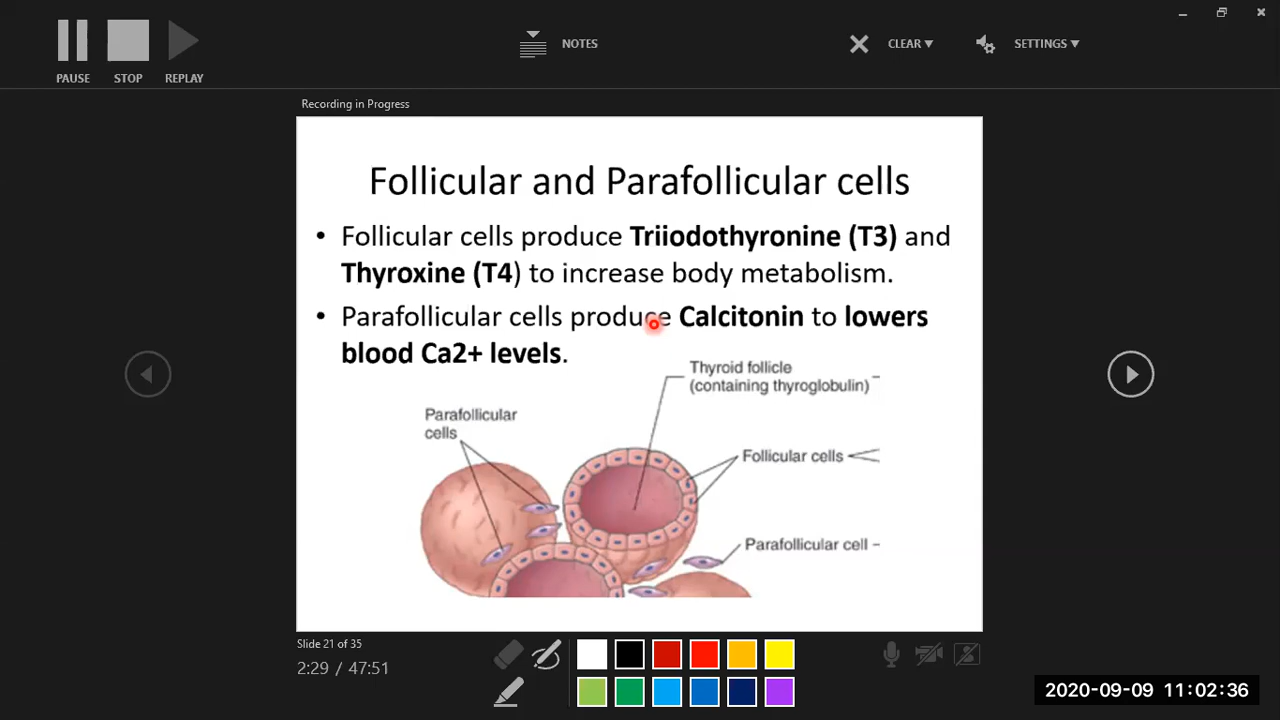 PAUSE STOP REPLAY
NOTES
CLEAR
SETTINGS
Recording in Progress
Follicular and Parafollicular cells
• Follicular cells produce Triiodothyronine (T3) and
Thyroxine (T4) to increase body metabolism.
• Parafollicular cells produce Calcitonin to lowers
blood Ca2+ levels.
Thyroid follicle
(containing thyroglobulin)
Parafollicular
cells
Follicular cells
Parafollicular cell
Slide 21 of 35
2:29 / 47:51
2020-09-09 11:02:36